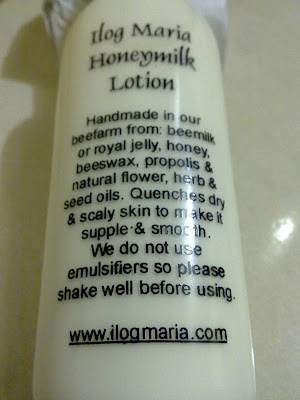 Ilog Maria
Honeymilk
Lotion
Handmade in our
beefarm from: beemilk
or royal jelly, honey,
beeswax, propolis &
natural flower, herb &
seed oils. Quenches dry
& scaly skin to make it
supple & smooth.
We do not use
emulsifiers so please
shake well before using.
www.ilogmaria.com